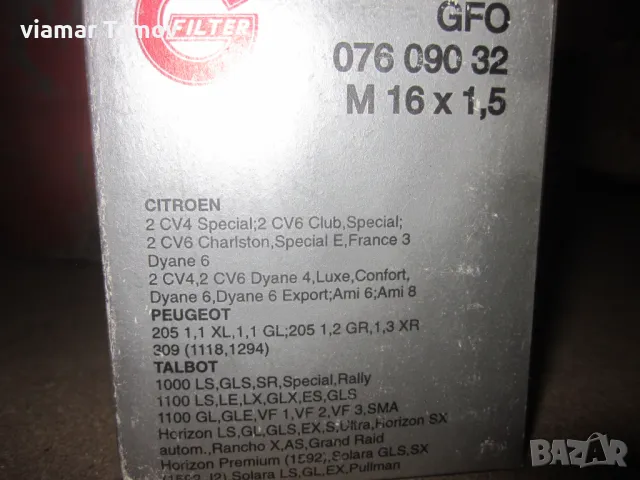 viamar Tomov
FILTER
GFO
076 090 32
M 16 x 1,5
CITROEN
2 CV4 Special;2 CV6 Club,Special;
2 CV6 Charlston,Special E,France 3
Dyane 6
2 CV4,2 CV6 Dyane 4,Luxe,Confort,
Dyane 6,Dyane 6 Export;Ami 6;Ami 8
PEUGEOT
205 1,1 XL,1,1 GL;205 1,2 GR,1,3 XR
309 (1118,1294)
TALBOT
1000 LS,GLS,SR,Special,Rally
1100 LS,LE,LX,GLX,ES,GLS
1100 GL,GLE,VF 1,VF 2,VF 3,SMA
Horizon LS,GL,GLS,EX,S,Ultra,Horizon SX
autom.,Rancho X,AS,Grand Raid
Horizon Premium (1592),Solara GLS,SX
Solara LS,GL,EX,Pullman
BAZAR